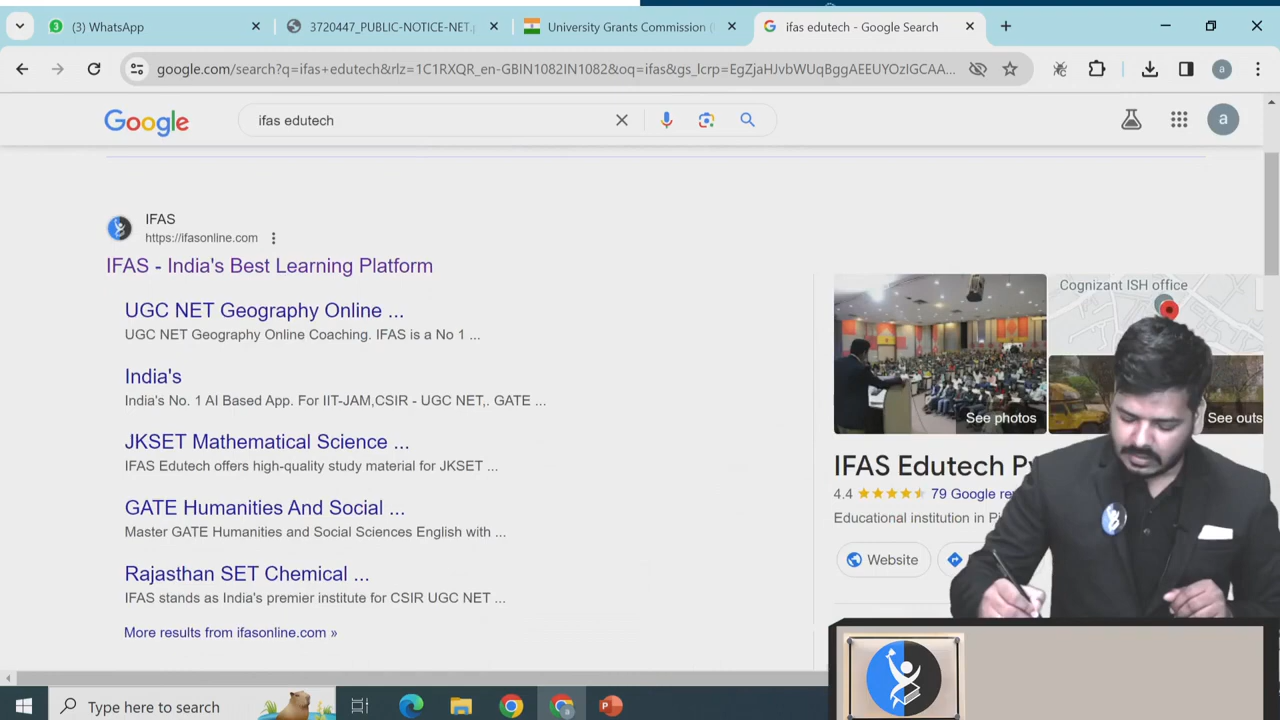 (3) WhatsApp
3720447_PUBLIC-NOTICE-NET.p
University Grants Commission (
ifas edutech - Google Search
google.com/search?q=ifas+edutech&rlz=1C1RXQR_en-GBIN1082IN1082&oq=ifas&gs_lcrp=EgZjaHJvbWUqBggAEEUYOzIGCAA...
a
Google
ifas edutech
a
IFAS
https://ifasonline.com
IFAS - India's Best Learning Platform
UGC NET Geography Online ...
UGC NET Geography Online Coaching. IFAS is a No 1 ...
India's
India's No. 1 AI Based App. For IIT-JAM,CSIR - UGC NET,. GATE ...
JKSET Mathematical Science ...
IFAS Edutech offers high-quality study material for JKSET ...
GATE Humanities And Social ...
Master GATE Humanities and Social Sciences English with ...
Rajasthan SET Chemical ...
IFAS stands as India's premier institute for CSIR UGC NET ...
More results from ifasonline.com »
Cognizant ISH office
See photos
See outs
IFAS Edutech P
4.4 79 Google re
Educational institution in Pi
Website
Type here to search